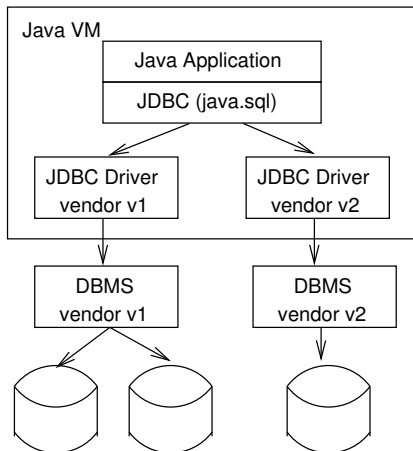 Java VM
Java Application
JDBC (java.sql)
JDBC Driver
vendor v1
JDBC Driver
vendor v2
DBMS
vendor v1
DBMS
vendor v2